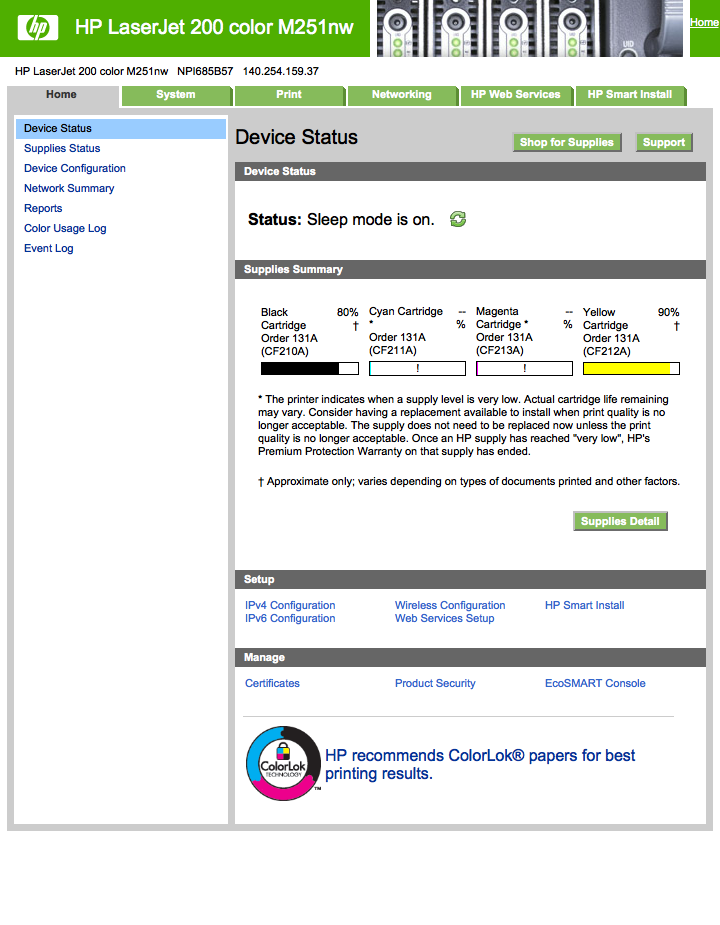 hp HP LaserJet 200 color M251nw
UID
Home
HP LaserJet 200 color M251nw NPI685B57 140.254.159.37
Home System Print Networking HP Web Services HP Smart Install
Device Status
Supplies Status
Device Configuration
Network Summary
Reports
Color Usage Log
Event Log
Device Status
Shop for Supplies Support
Device Status
Status: Sleep mode is on.
Supplies Summary
Black 80%
Cartridge †
Order 131A
(CF210A)
Cyan Cartridge --
* %
Order 131A
(CF211A)
!
Magenta --
Cartridge * %
Order 131A
(CF213A)
!
Yellow 90%
Cartridge †
Order 131A
(CF212A)
* The printer indicates when a supply level is very low. Actual cartridge life remaining
may vary. Consider having a replacement available to install when print quality is no
longer acceptable. The supply does not need to be replaced now unless the print
quality is no longer acceptable. Once an HP supply has reached "very low", HP's
Premium Protection Warranty on that supply has ended.
† Approximate only; varies depending on types of documents printed and other factors.
Supplies Detail
Setup
IPv4 Configuration Wireless Configuration HP Smart Install
IPv6 Configuration Web Services Setup
Manage
Certificates Product Security EcoSMART Console
ColorLok
TECHNOLOGY
TM
HP recommends ColorLok® papers for best
printing results.